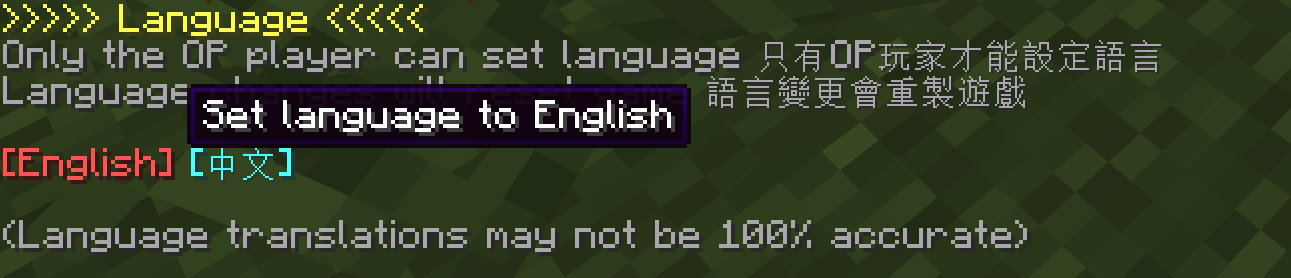 >>>>> Language <<<<<
Only the OP player can set language 只有OP玩家才能設定語言
Language 語言變更會重製遊戲
Set language to English
[English] [中文]
(Language translations may not be 100% accurate)